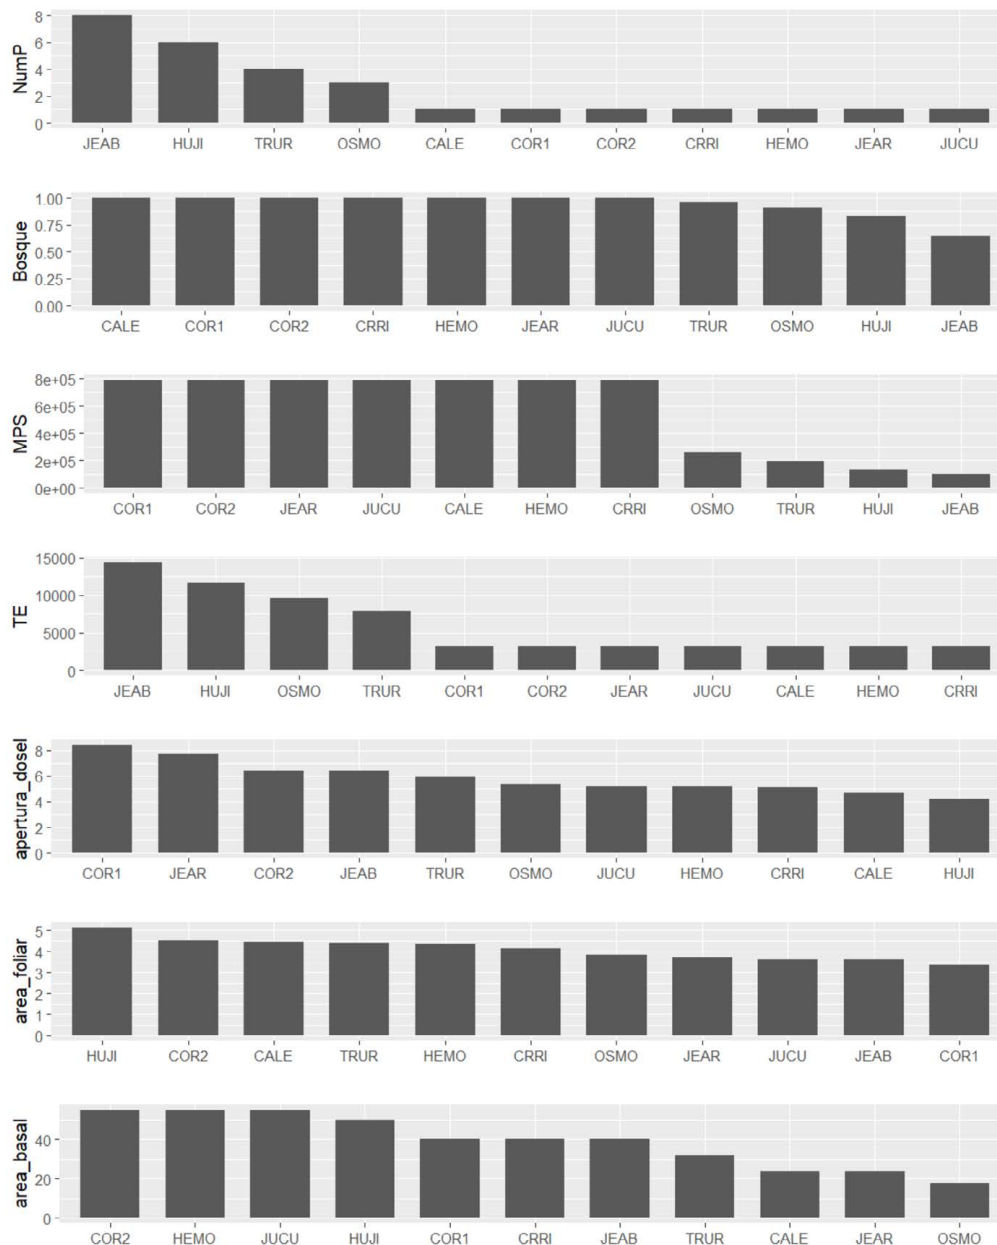 NumP
8
6
4
2
0
JEAB HUJI TRUR OSMO CALE COR1 COR2 CRRI HEMO JEAR JUCU
Bosque
1.00
0.75
0.50
0.25
0.00
CALE COR1 COR2 CRRI HEMO JEAR JUCU TRUR OSMO HUJI JEAB
MPS
8e+05
6e+05
4e+05
2e+05
0e+00
COR1 COR2 JEAR JUCU CALE HEMO CRRI OSMO TRUR HUJI JEAB
TE
15000
10000
5000
0
JEAB HUJI OSMO TRUR COR1 COR2 JEAR JUCU CALE HEMO CRRI
apertura_dosel
8
6
4
2
0
COR1 JEAR COR2 JEAB TRUR OSMO JUCU HEMO CRRI CALE HUJI
area_foliar
5
4
3
2
1
0
HUJI COR2 CALE TRUR HEMO CRRI OSMO JEAR JUCU JEAB COR1
area_basal
40
20
0
COR2 HEMO JUCU HUJI COR1 CRRI JEAB TRUR CALE JEAR OSMO